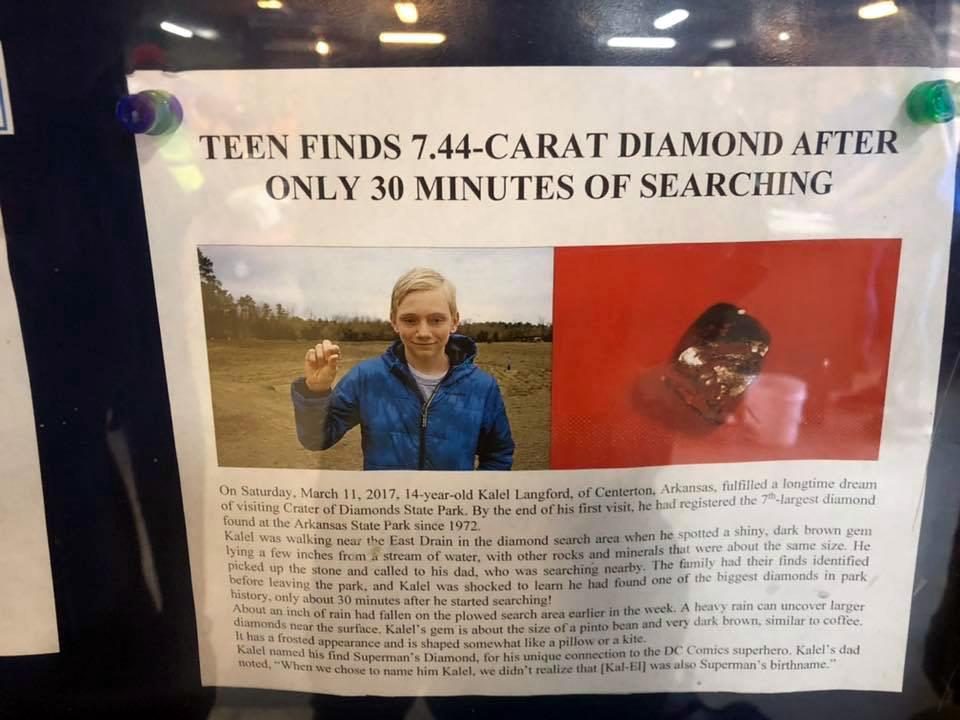 TEEN FINDS 7.44-CARAT DIAMOND AFTER
ONLY 30 MINUTES OF SEARCHING
On Saturday, March 11, 2017, 14-year-old Kalel Langford, of Centerton, Arkansas, fulfilled a longtime dream
of visiting Crater of Diamonds State Park. By the end of his first visit, he had registered the 7th-largest diamond
found at the Arkansas State Park since 1972.
Kalel was walking near the East Drain in the diamond search area when he spotted a shiny, dark brown gem
lying a few inches from a stream of water, with other rocks and minerals that were about the same size. He
picked up the stone and called to his dad, who was searching nearby. The family had their finds identified
before leaving the park, and Kalel was shocked to learn he had found one of the biggest diamonds in park
history, only about 30 minutes after he started searching!
About an inch of rain had fallen on the plowed search area earlier in the week. A heavy rain can uncover larger
diamonds near the surface. Kalel's gem is about the size of a pinto bean and very dark brown, similar to coffee.
It has a frosted appearance and is shaped somewhat like a pillow or a kite.
Kalel named his find Superman's Diamond, for his unique connection to the DC Comics superhero. Kalel's dad
noted, "When we chose to name him Kalel, we didn't realize that [Kal-El] was also Superman's birthname."